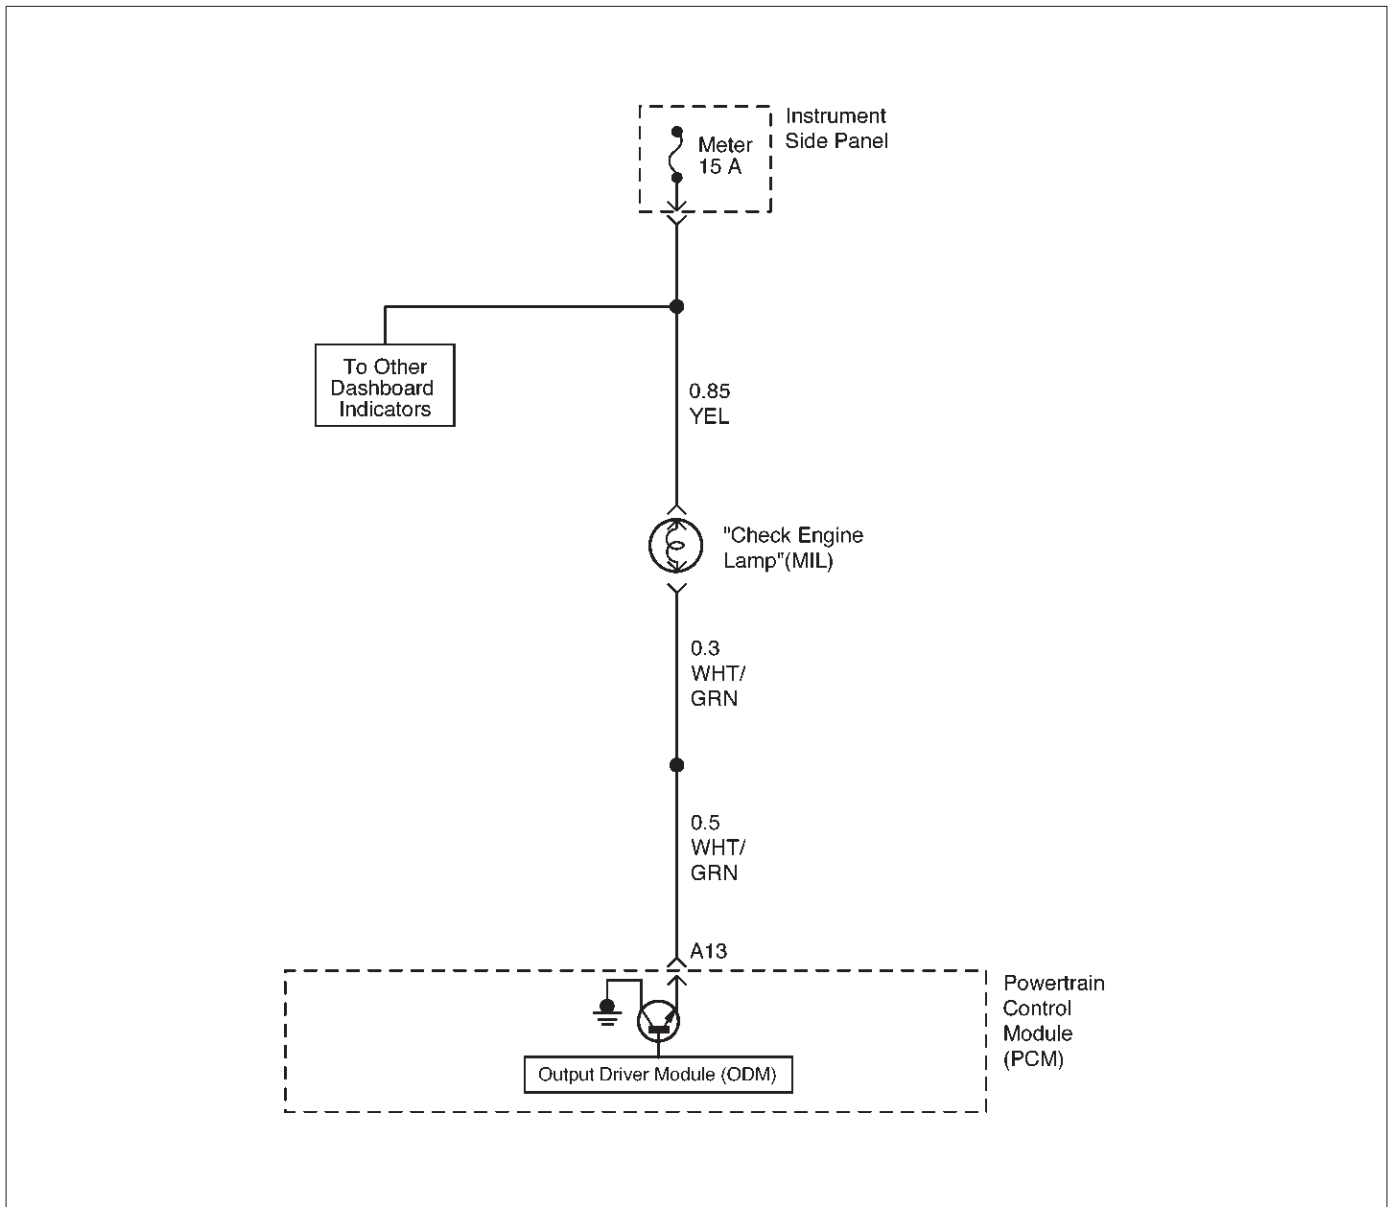 Instrument
Side Panel
Meter
15 A
To Other
Dashboard
Indicators
0.85
YEL
"Check Engine
Lamp"(MIL)
0.3
WHT/
GRN
0.5
WHT/
GRN
A13
Powertrain
Control
Module
(PCM)
Output Driver Module (ODM)